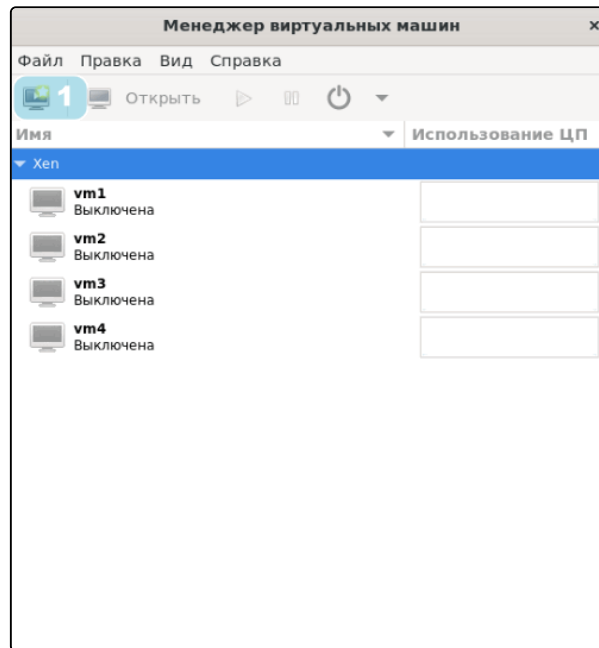 Менеджер виртуальных машин ×
Файл Правка Вид Справка
1 Открыть
Имя Использование ЦП
Xen
vm1
Выключена
vm2
Выключена
vm3
Выключена
vm4
Выключена